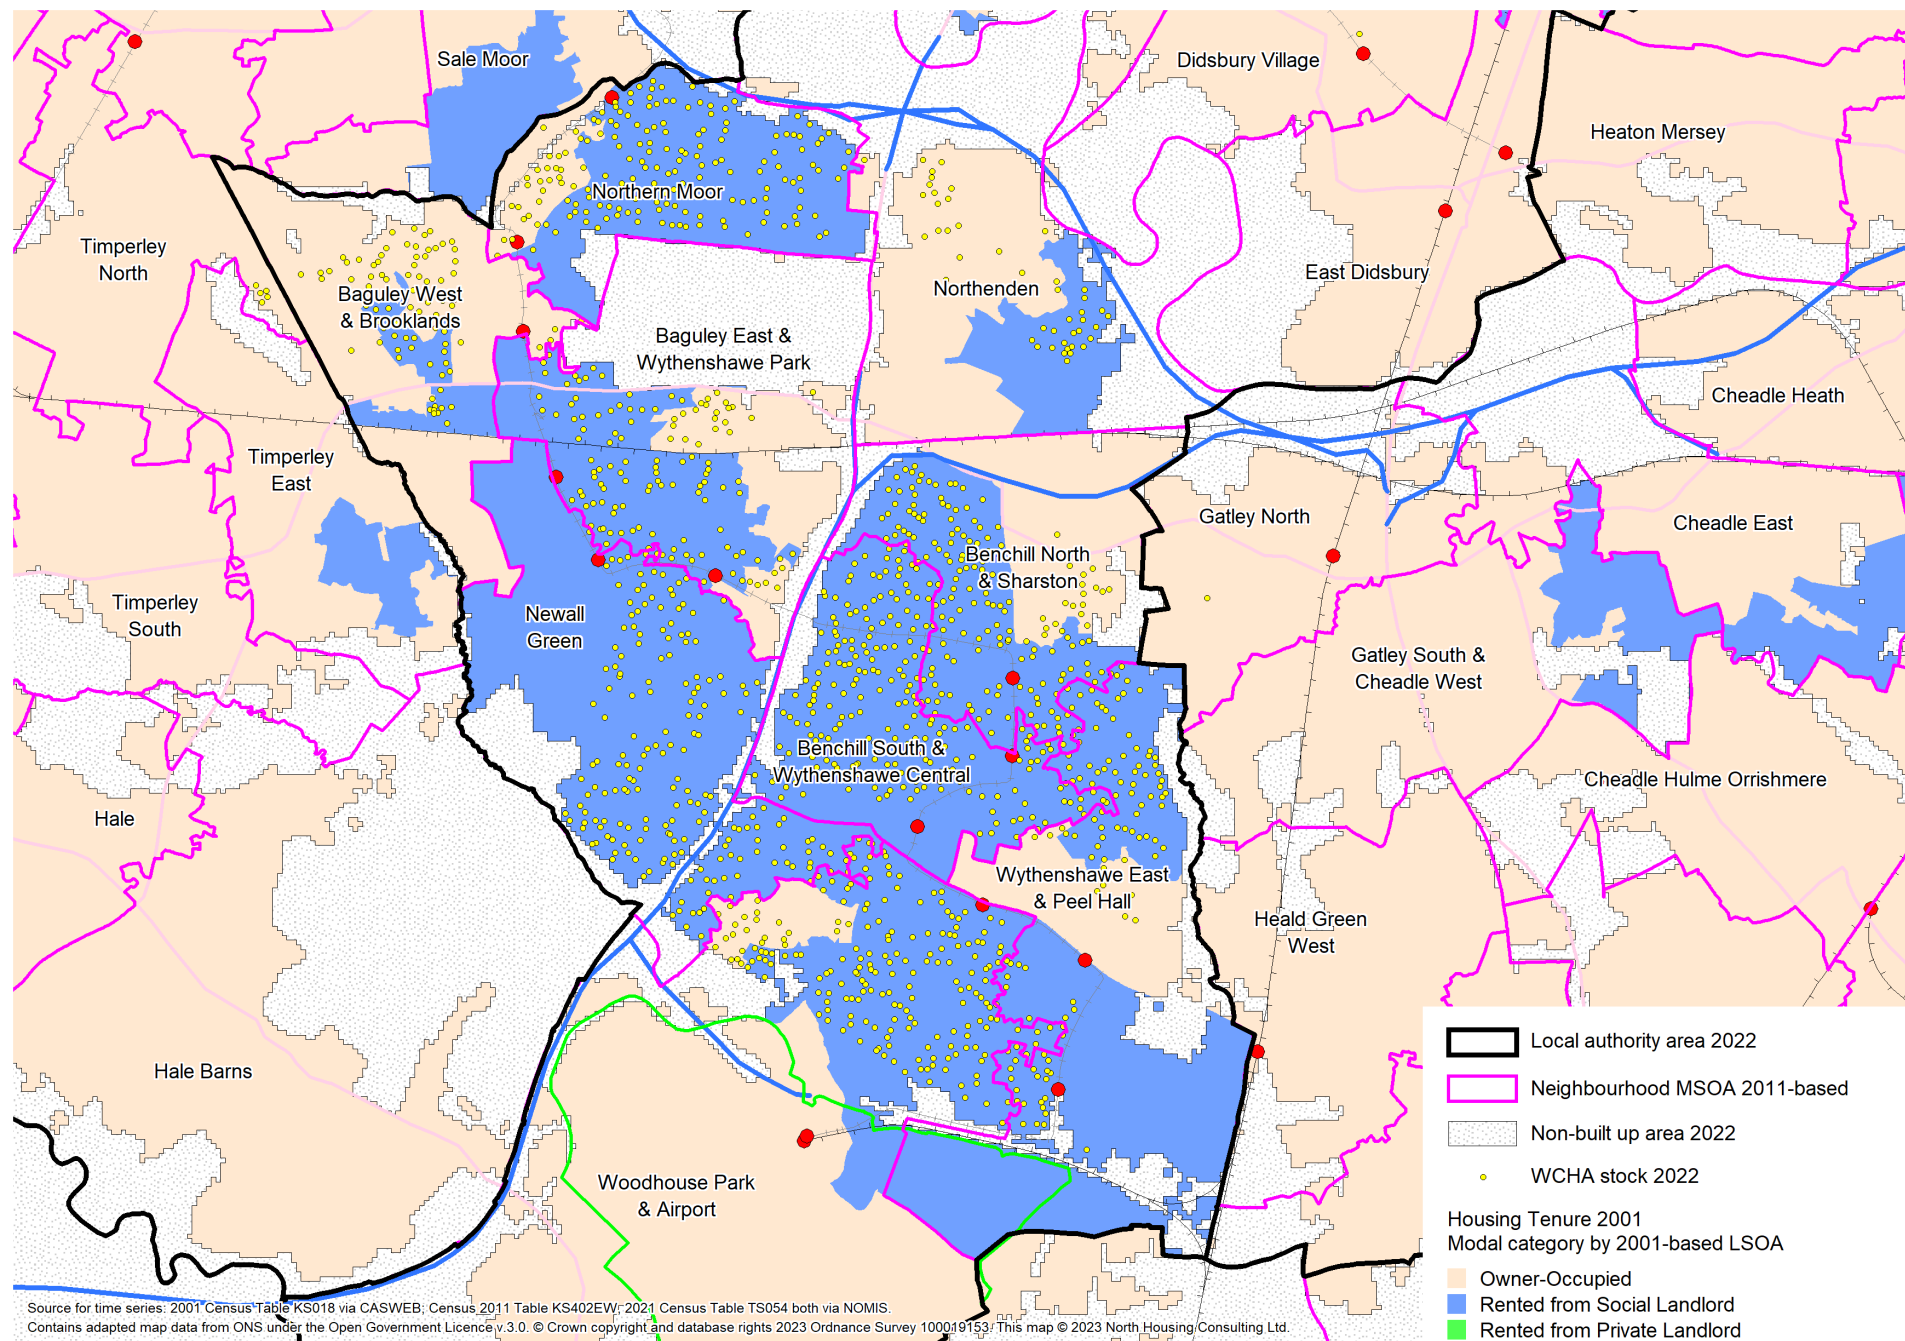 Sale Moor
Didsbury Village
Heaton Mersey
Northern Moor
Timperley
North
East Didsbury
Baguley West
& Brooklands
Northenden
Baguley East &
Wythenshawe Park
Cheadle Heath
Timperley
East
Gatley North
Cheadle East
Benchill North
& Sharston
Timperley
South
Newall
Green
Gatley South &
Cheadle West
Benchill South &
Wythenshawe Central
Cheadle Hulme Orrishmere
Hale
Wythenshawe East
& Peel Hall
Heald Green
West
Hale Barns
Woodhouse Park
& Airport
Local authority area 2022
Neighbourhood MSOA 2011-based
Non-built up area 2022
WCHA stock 2022
Housing Tenure 2001
Modal category by 2001-based LSOA
Owner-Occupied
Rented from Social Landlord
Rented from Private Landlord
Source for time series: 2001 Census Table KS018 via CASWEB; Census 2011 Table KS402EW; 2021 Census Table TS054 both via NOMIS.
Contains adapted map data from ONS under the Open Government Licence v.3.0. © Crown copyright and database rights 2023 Ordnance Survey 100019153. This map © 2023 North Housing Consulting Ltd.